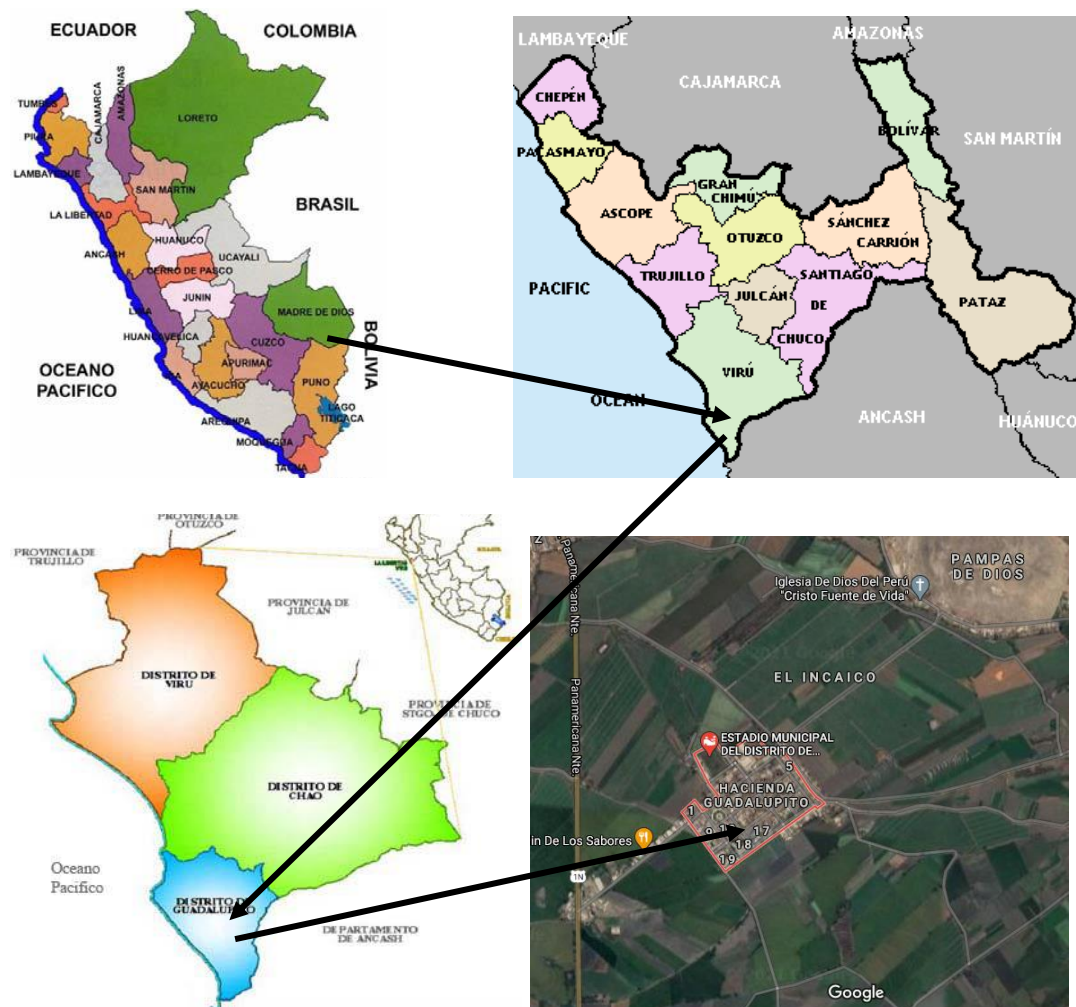 ECUADOR
COLOMBIA
TUMBES
PIURA
LAMBAYEQUE
CAJAMARCA
AMAZONAS
LORETO
SAN MARTIN
LA LIBERTAD
BRASIL
ANCASH
HUANUCO
UCAYALI
CERRO DE PASCO
JUNIN
LIMA
MADRE DE DIOS
HUANCAVELICA
CUZCO
BOLIVIA
OCEANO
PACIFICO
APURIMAC
AYACUCHO
PUNO
LAGO
TITICACA
AREQUIPA
MOQUEGUA
TACNA
LAMBAYEQUE
AMAZONAS
CAJAMARCA
CHEPÉN
BOLÍVAR
SAN MARTÍN
PACASMAYO
GRAN
CHIMÚ
ASCOPE
SÁNCHEZ
CARRIÓN
OTUZCO
TRUJILLO
SANTIAGO
PACIFIC
JULCÁN
DE
PATAZ
CHUCO
VIRÚ
OCEAN
ANCASH
HUÁNUCO
PROVINCIA DE
OTUZCO
PROVINCIA DE
TRUJILLO
LA LIBERTAD
VIRU
PROVINCIA DE
JULCÁN
DISTRITO DE
VIRU
PROVINCIA DE
STGO. DE CHUCO
DISTRITO DE
CHAO
Oceano
Pacifico
DISTRITO DE
GUADALUPITO
DEPARTAMENTO
DE ANCASH
Panamericana Nte.
PAMPAS
DE DIOS
Iglesia De Dios Del Perú
"Cristo Fuente de Vida"
EL INCAICO
Panamericana Nte.
ESTADIO MUNICIPAL
DEL DISTRITO DE...
5
HACIENDA
GUADALUPITO
1
9
17
in De Los Sabores
18
19
1N
Google